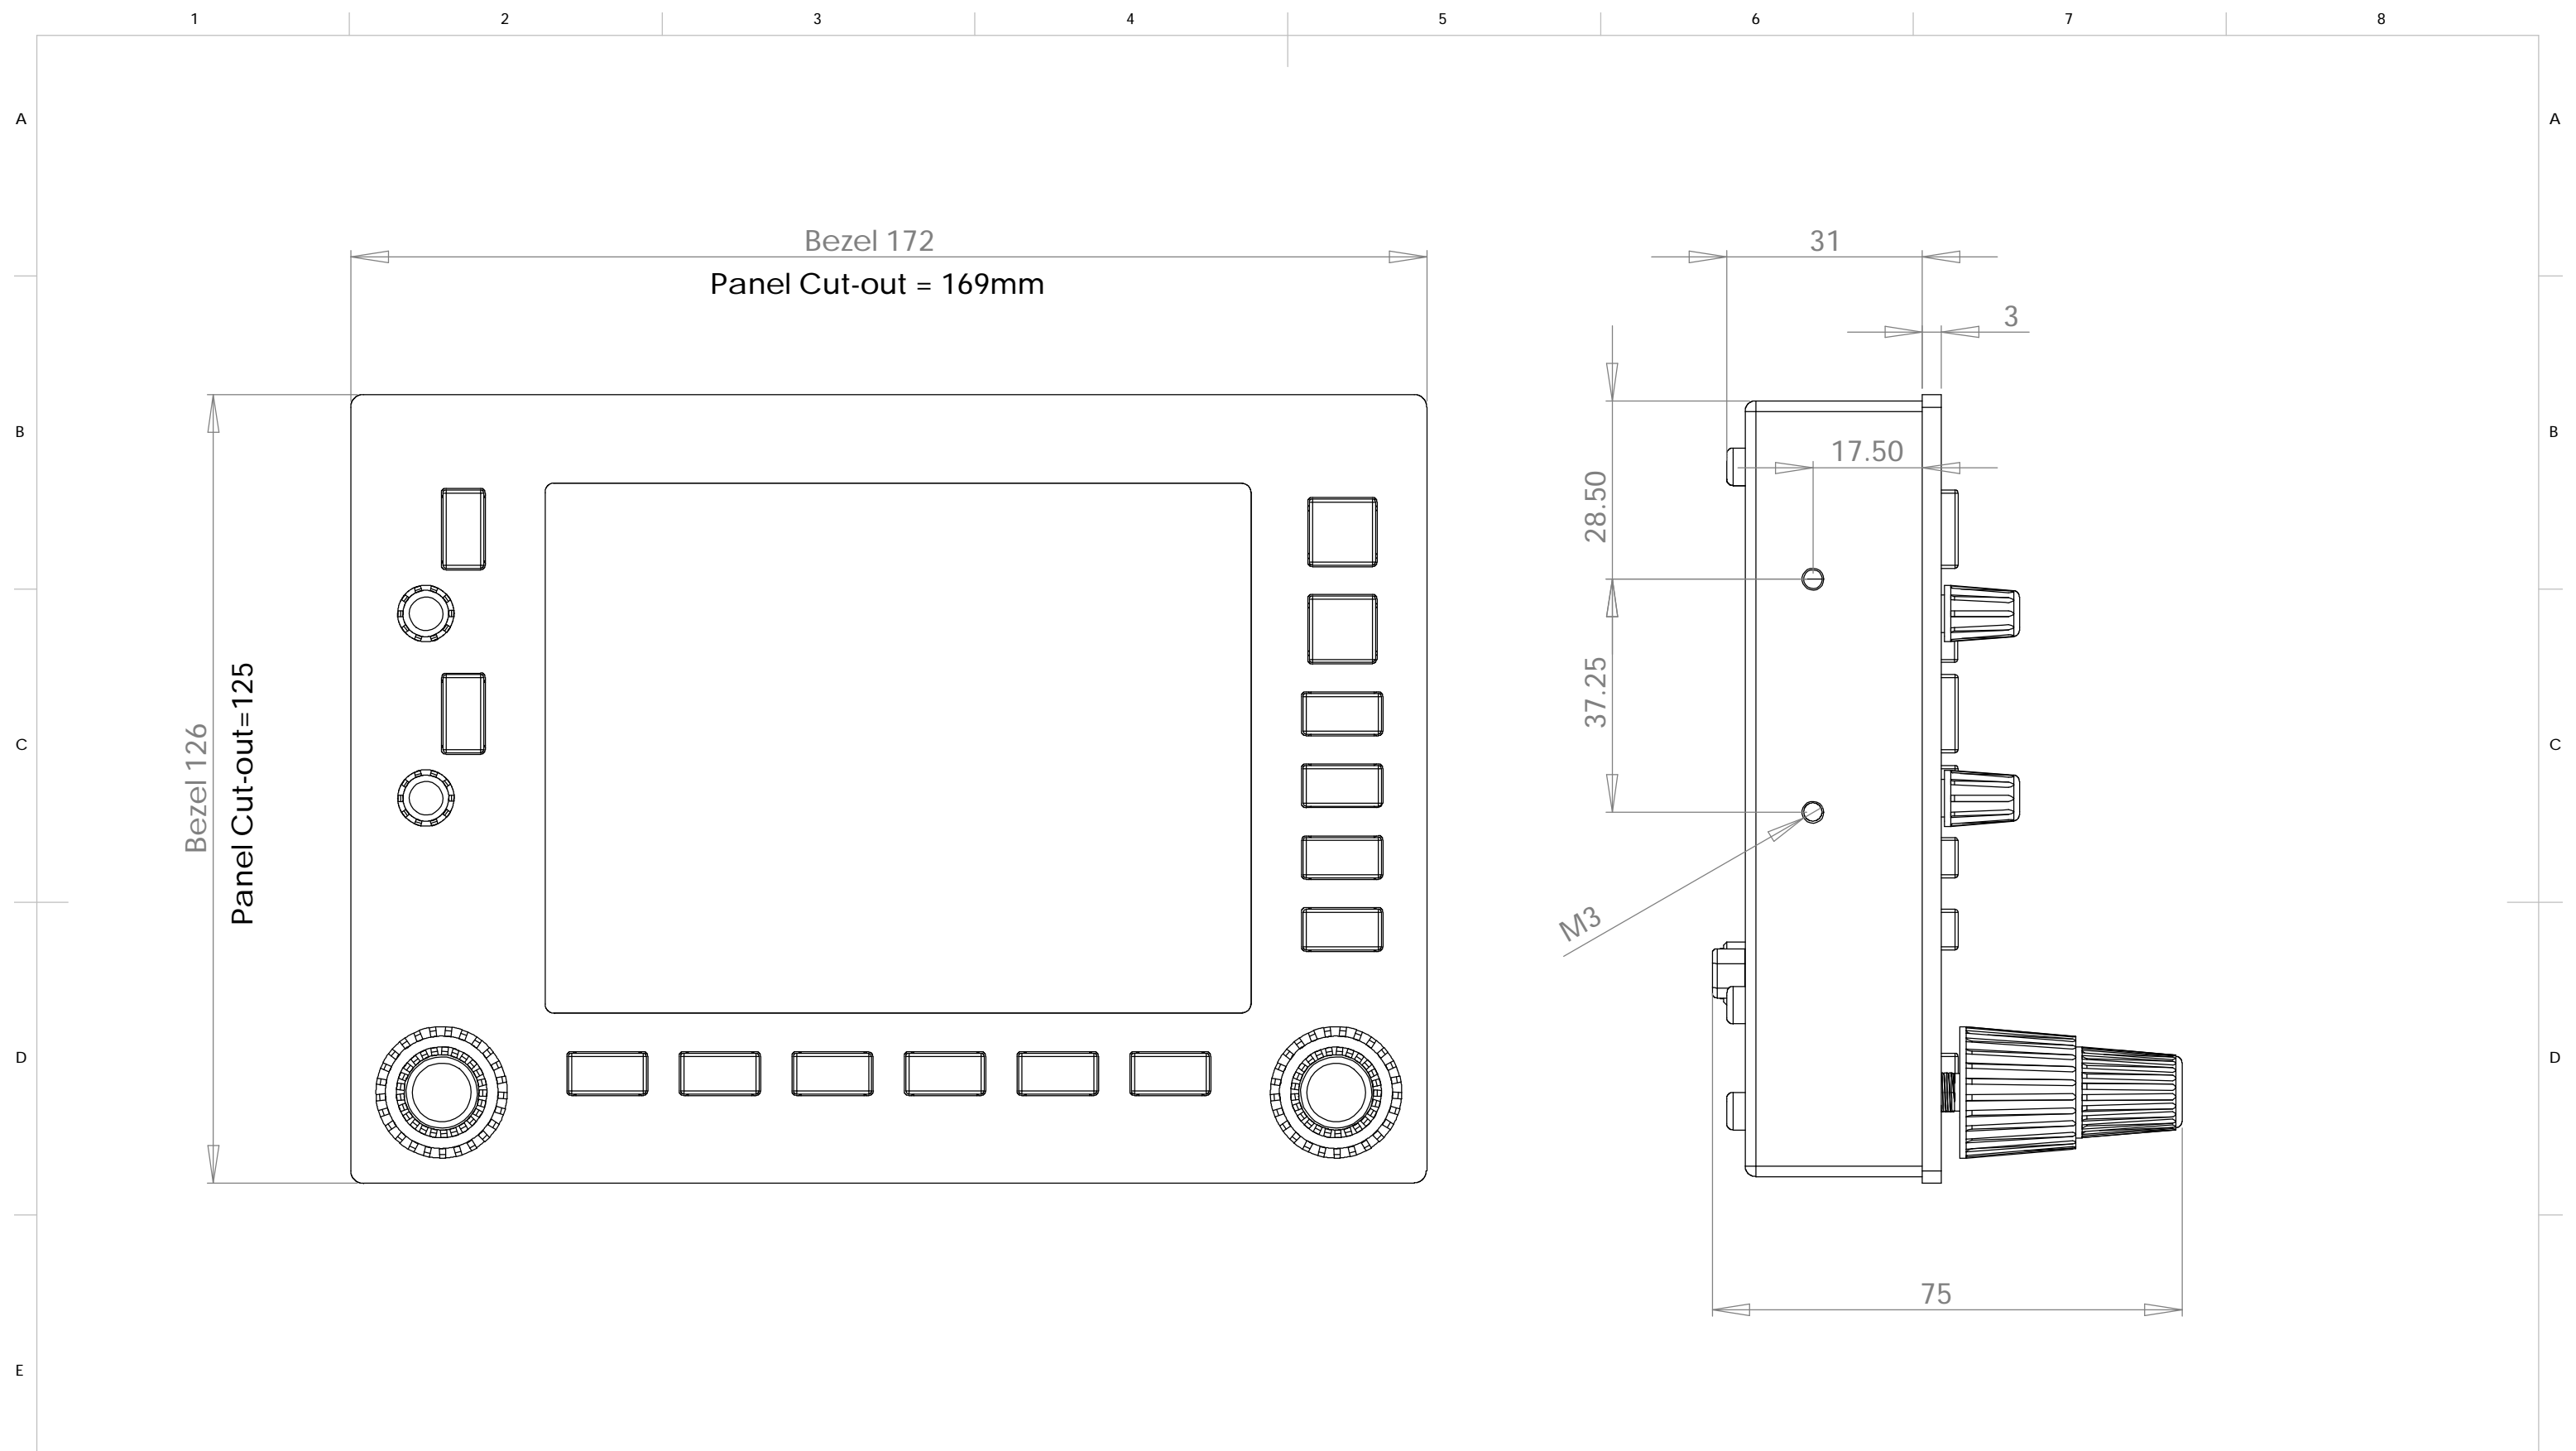 1 2 3 4 5 6 7 8
A A
Bezel 172
31
Panel Cut-out = 169mm
3
B B
17.50
28.50
37.25
C C
Bezel 126
Panel Cut-out=125
M3
D D
75
E